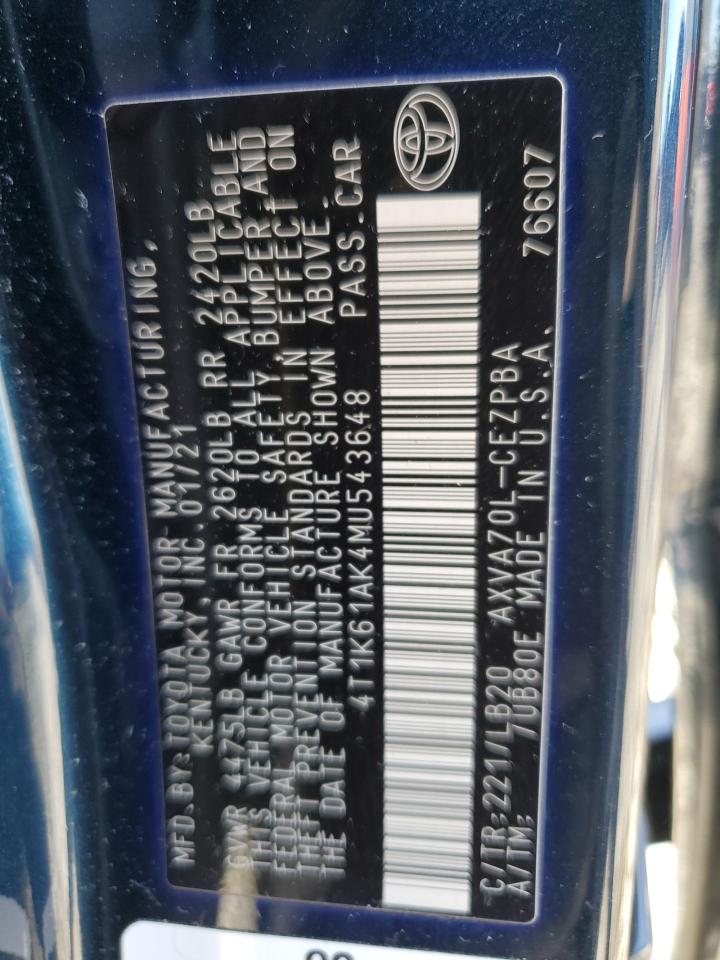 MFD. BY: TOYOTA MOTOR MANUFACTURING,
KENTUCKY, INC. 01/21
GVWR 4475LB GAWR FR 2620LB RR 2420LB
THIS VEHICLE CONFORMS TO ALL APPLICABLE
FEDERAL MOTOR VEHICLE SAFETY, BUMPER AND
THEFT PREVENTION STANDARDS IN EFFECT ON
THE DATE OF MANUFACTURE SHOWN ABOVE.
4T1K61AK4MU543648 PASS.CAR
C/TR:221/LB20 AXVA70L-CEZPBA 76607
A/TM: /UB80E MADE IN U.S.A.